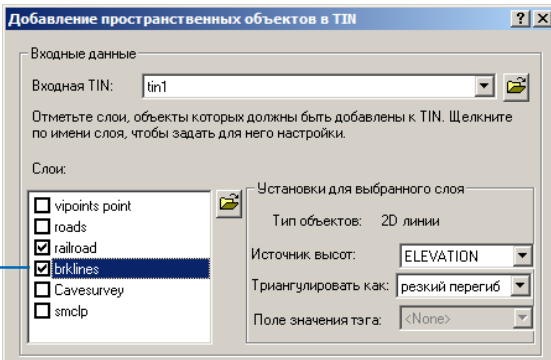 Добавление пространственных объектов в TIN
Входные данные
Входная TIN: tin1
Отметьте слои, объекты которых должны быть добавлены к TIN. Щелкните
по имени слоя, чтобы задать для него настройки.
Слои:
vipoints point
roads
railroad
brklines
Cavesurvey
smclp
Установки для выбранного слоя
Тип объектов: 2D линии
Источник высот: ELEVATION
Триангулировать как: резкий перегиб
Поле значения тэга: <None>